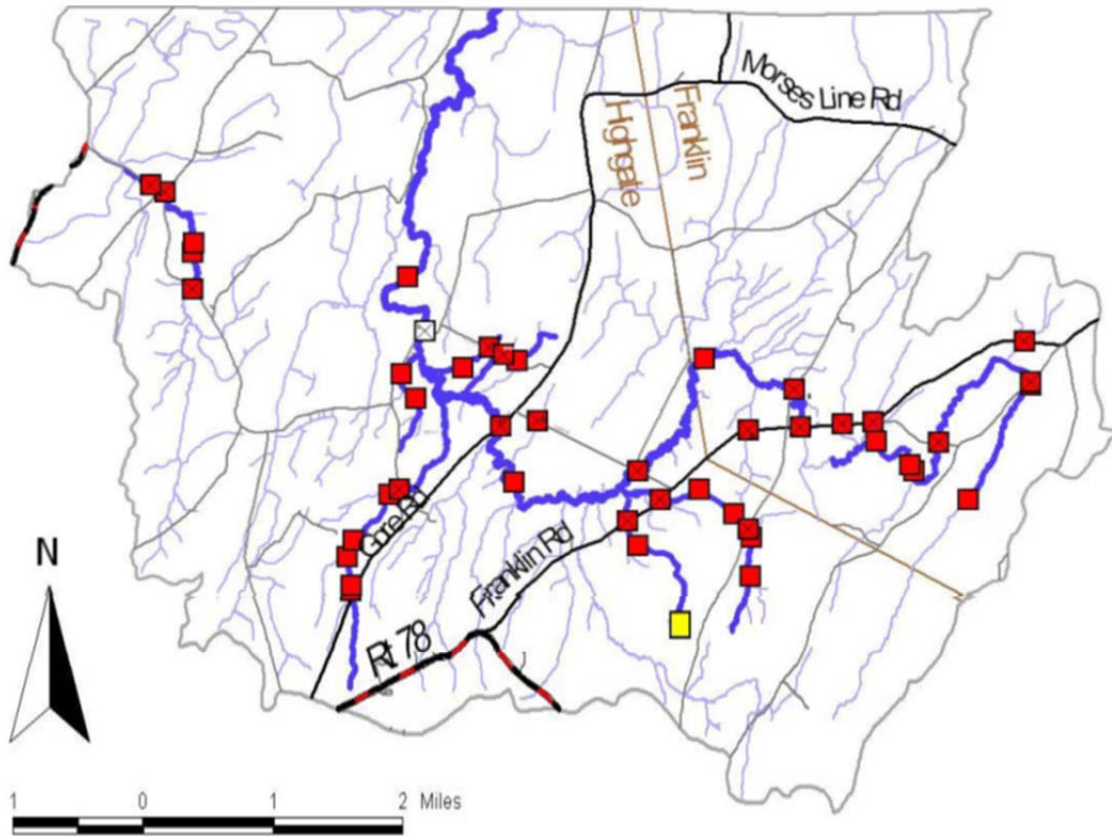 Morses Line Rd
Franklin
Highgate
Gore Rd
Franklin Rd
Rt 78
N
1 0 1 2 Miles